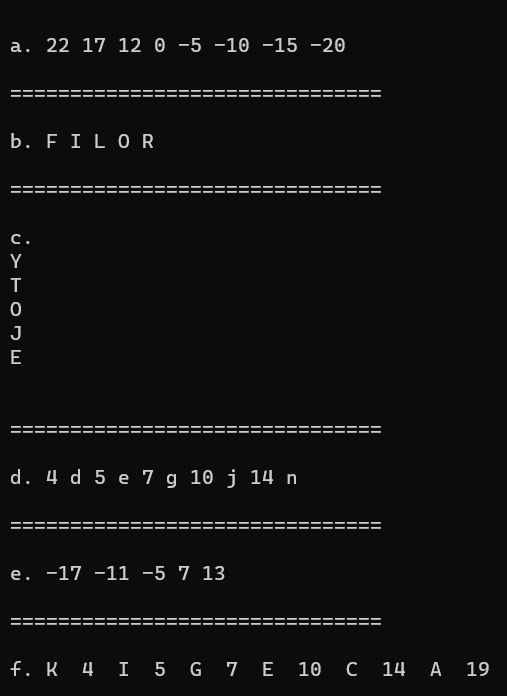 a. 22 17 12 0 -5 -10 -15 -20
===============================
b. F I L O R
===============================
c.
Y
T
O
J
E
===============================
d. 4 d 5 e 7 g 10 j 14 n
===============================
e. -17 -11 -5 7 13
===============================
f. K  4  I  5  G  7  E  10  C  14  A  19